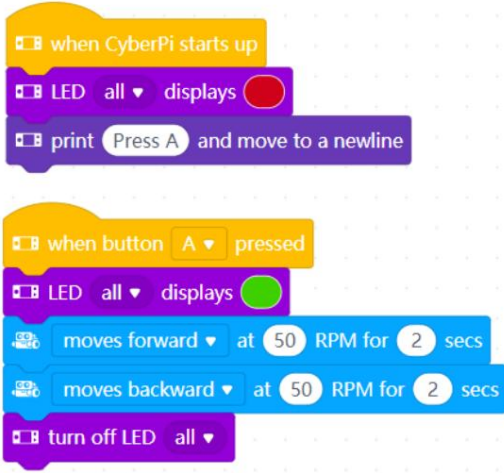 when CyberPi starts up
LED all displays
print Press A and move to a newline
when button A pressed
LED all displays
moves forward at 50 RPM for 2 secs
moves backward at 50 RPM for 2 secs
turn off LED all